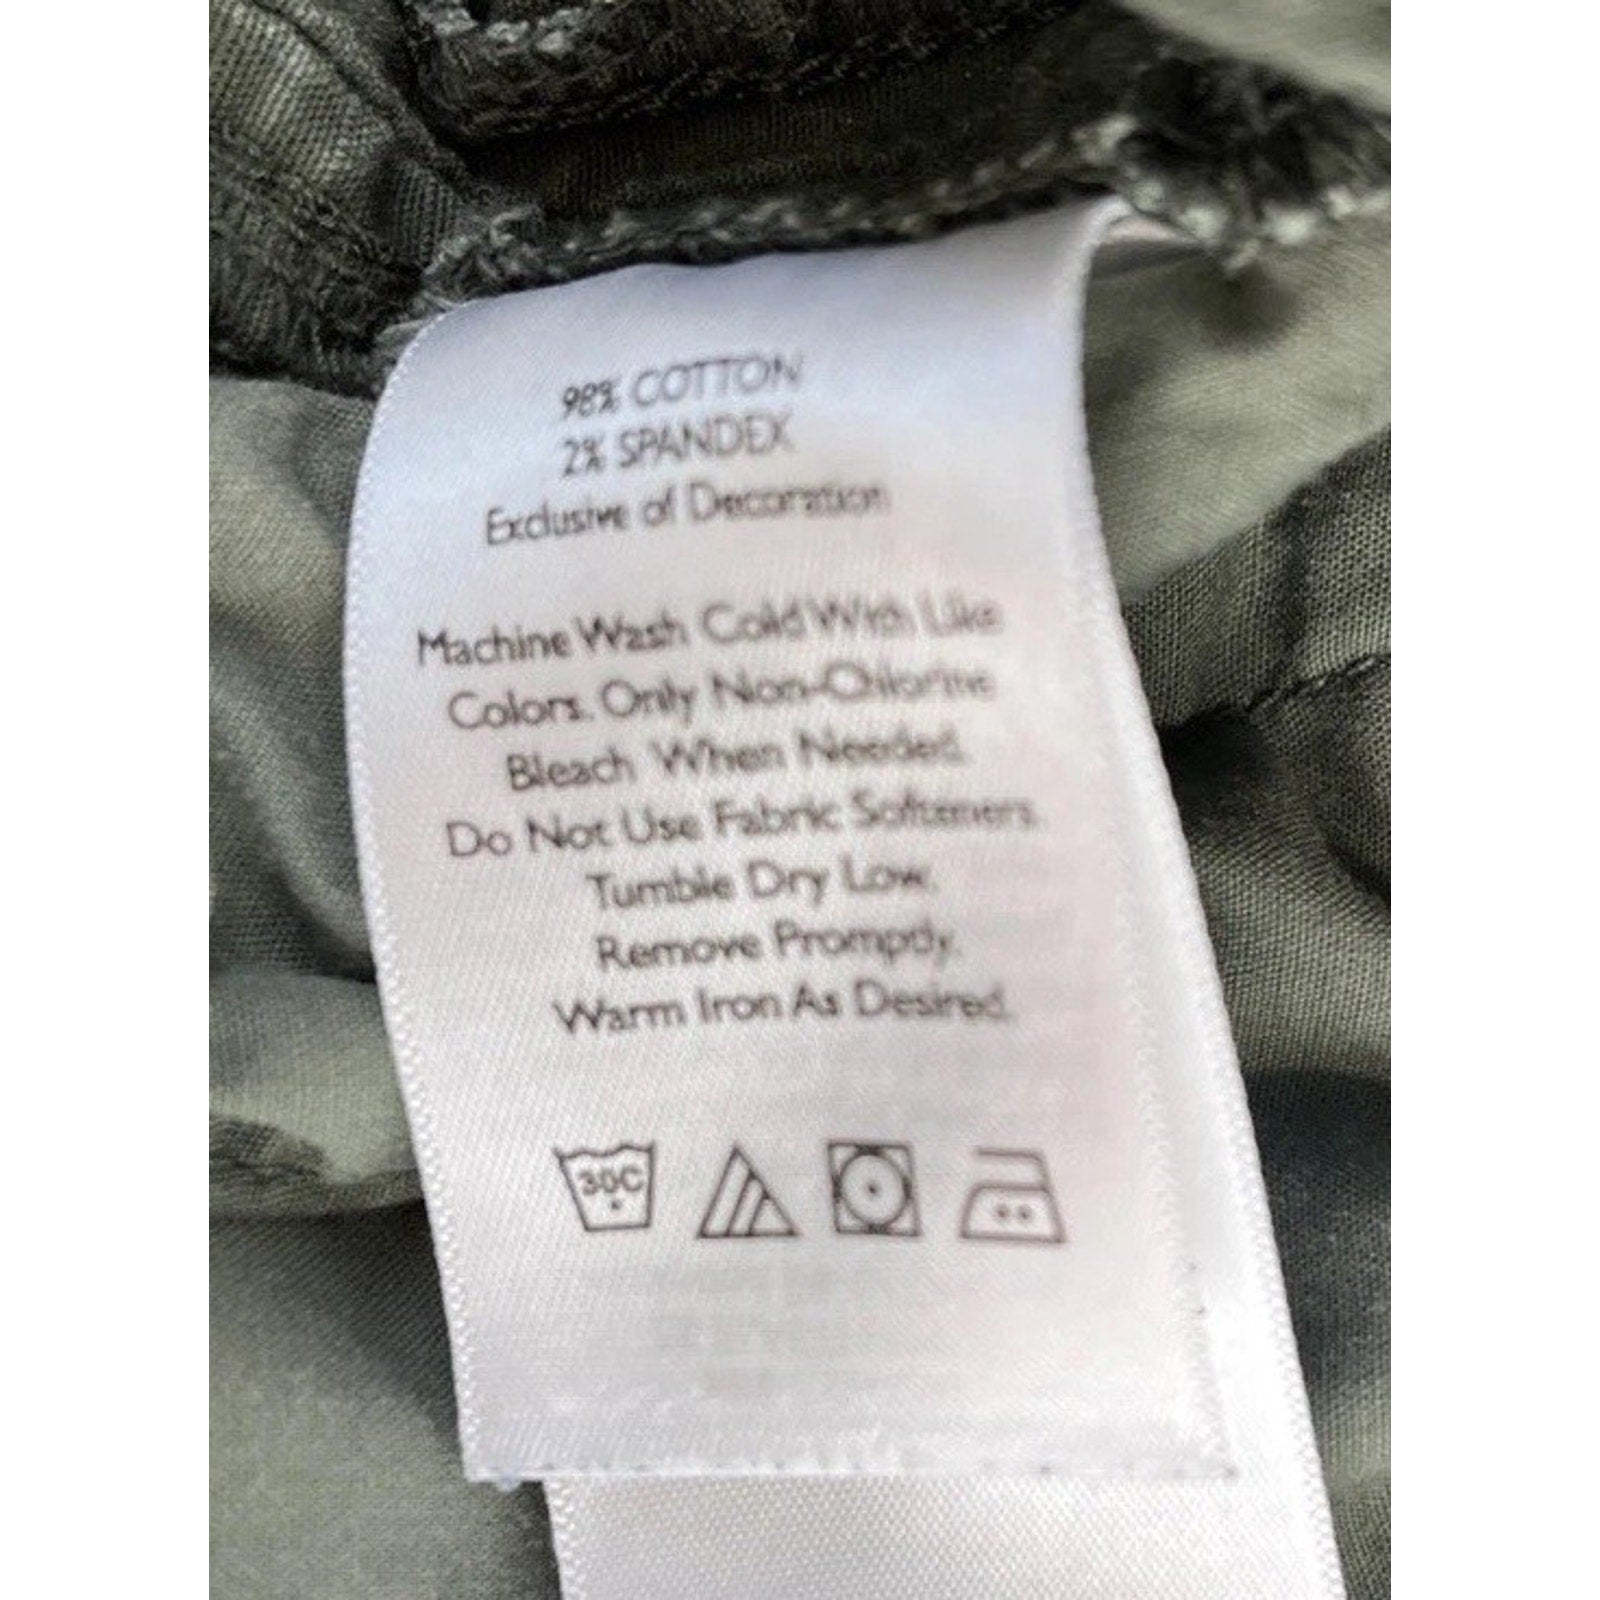 98% COTTON
2% SPANDEX
Exclusive of Decoration
Machine Wash Cold With Like
Colors. Only Non-Chlorine
Bleach When Needed.
Do Not Use Fabric Softeners.
Tumble Dry Low.
Remove Promptly.
Warm Iron As Desired.
30C